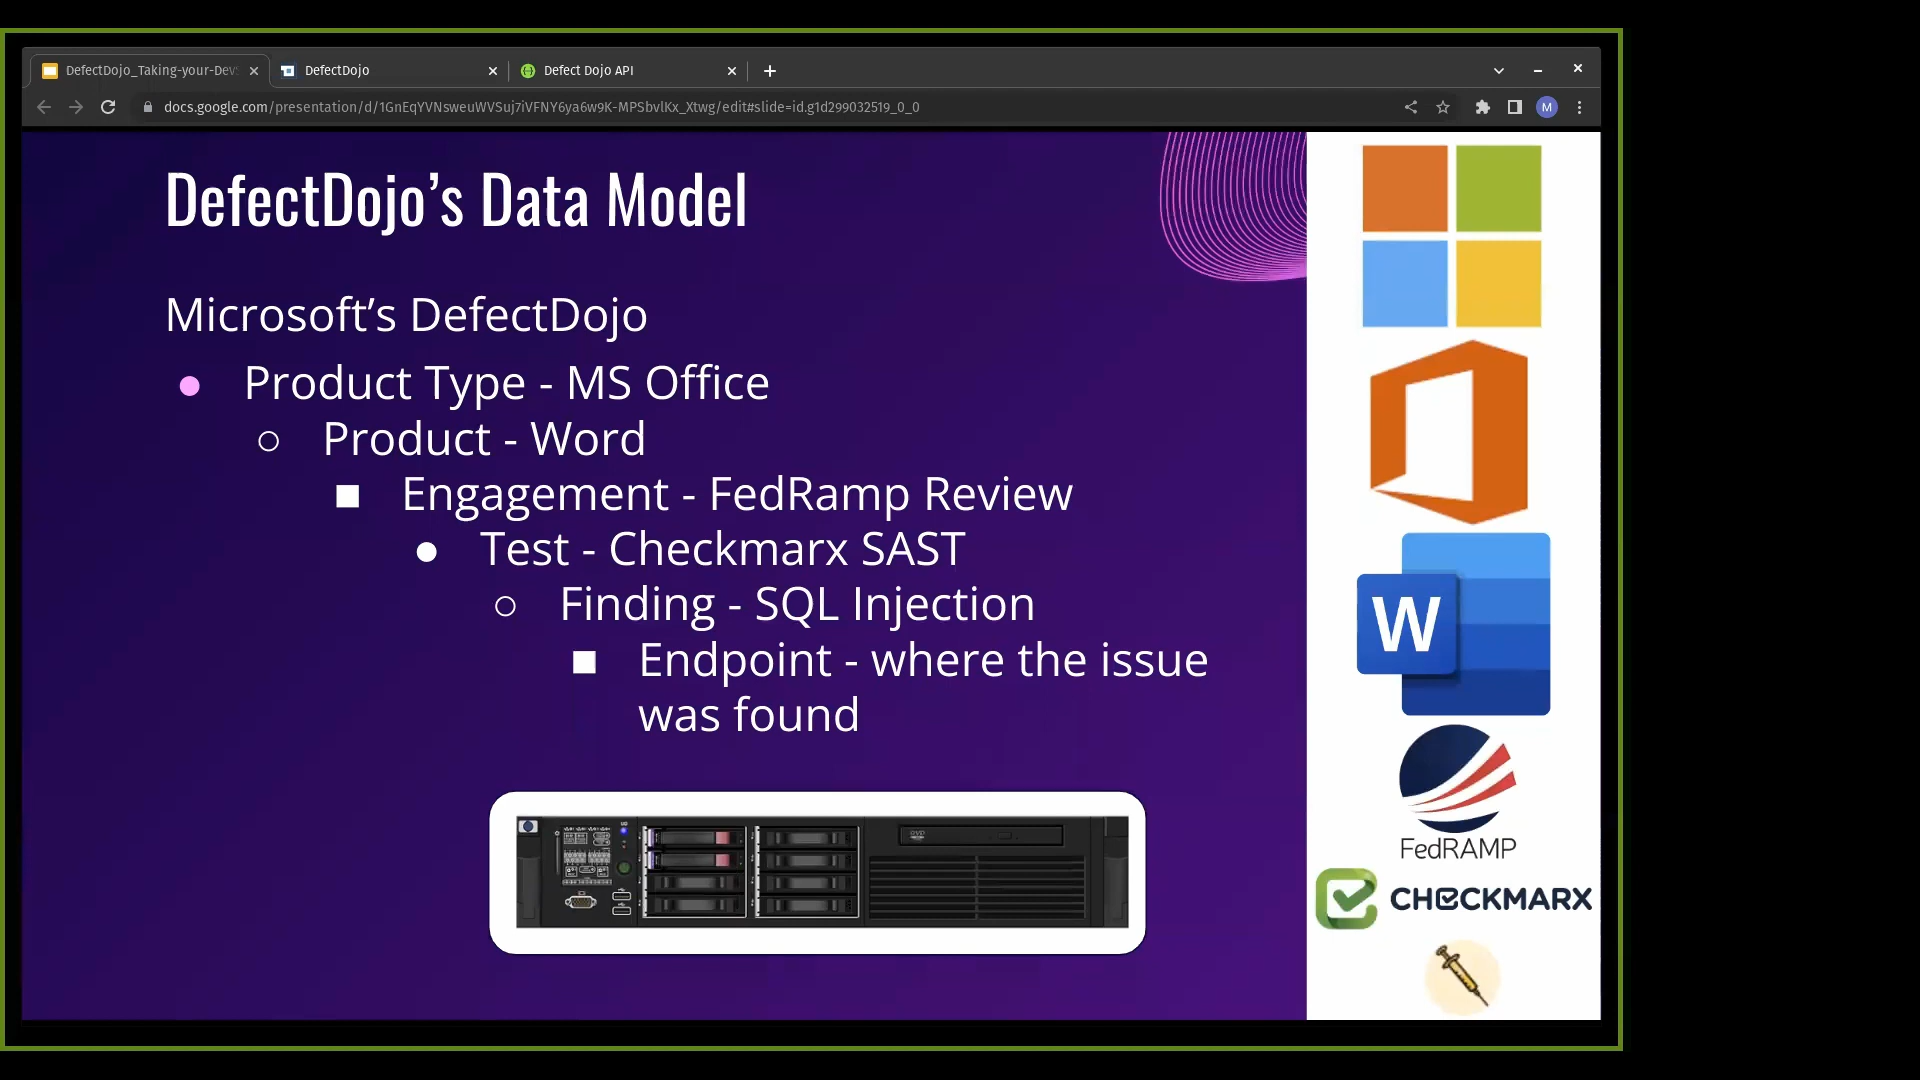 DefectDojo_Taking-your-Dev
DefectDojo
Defect Dojo API
docs.google.com/presentation/d/1GnEqYVNsweuWVSuj7iVFNY6ya6w9K-MPSbvlKx_Xtwg/edit#slide=id.g1d299032519_0_0
M
DefectDojo’s Data Model
Microsoft’s DefectDojo
Product Type - MS Office
Product - Word
Engagement - FedRamp Review
Test - Checkmarx SAST
Finding - SQL Injection
Endpoint - where the issue
was found
W
FedRAMP
CHECKMARX
DVD